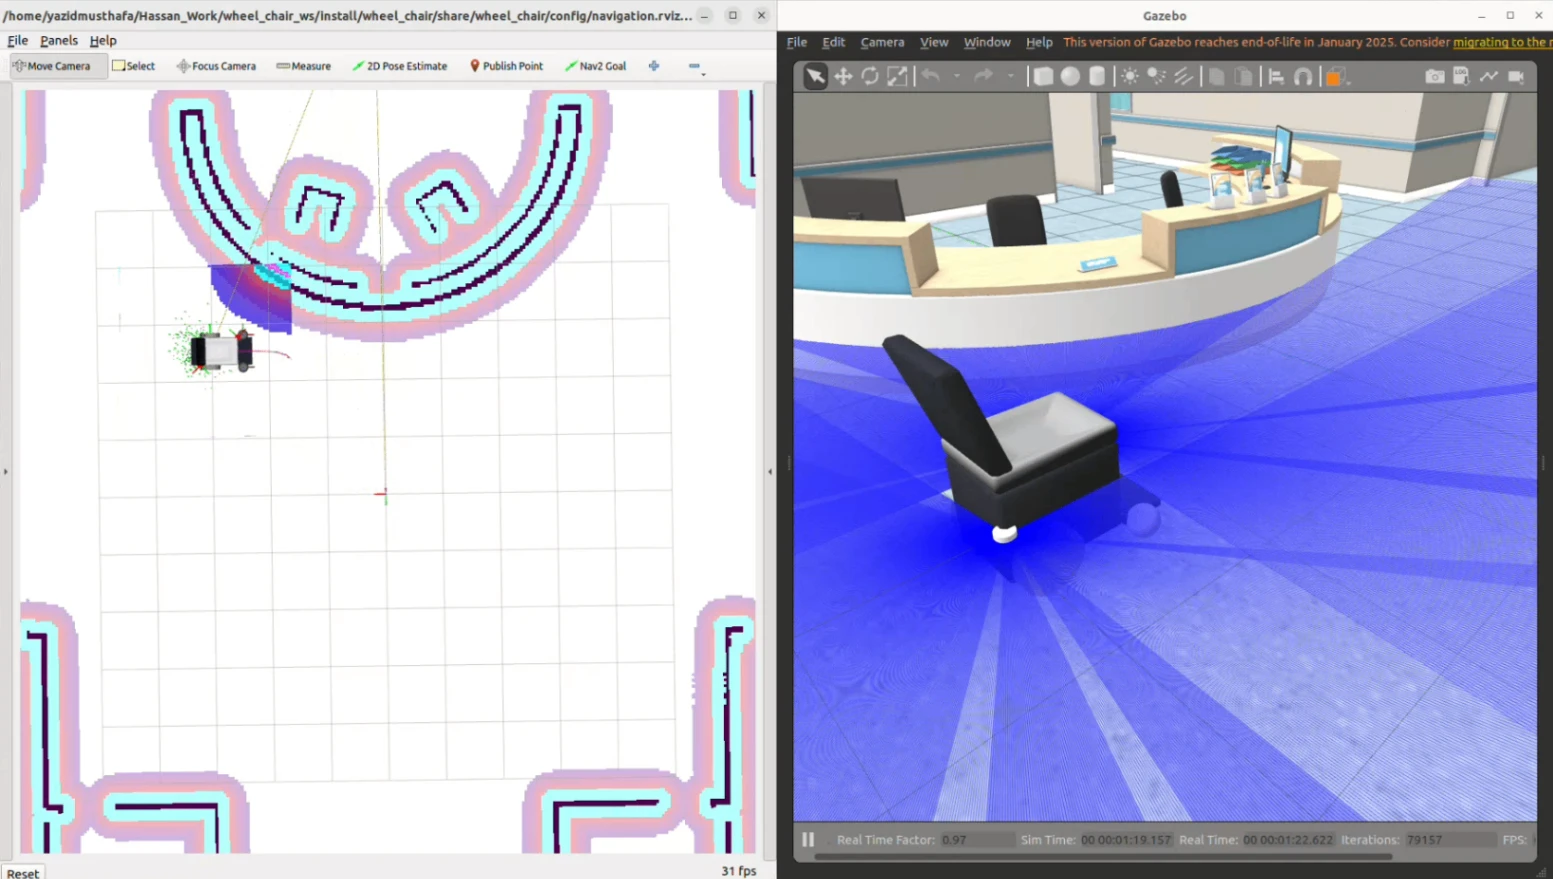 /home/yazidmusthafa/Hassan_Work/wheel_chair_ws/install/wheel_chair/share/wheel_chair/config/navigation.rviz...
File Panels Help
Move Camera Select Focus Camera Measure 2D Pose Estimate Publish Point Nav2 Goal
Reset
31 fps
Gazebo
File Edit Camera View Window Help This version of Gazebo reaches end-of-life in January 2025. Consider migrating to the n
LOG
Real Time Factor: 0.97 Sim Time: 00 00:01:19.157 Real Time: 00 00:01:22.622 Iterations: 79157 FPS: